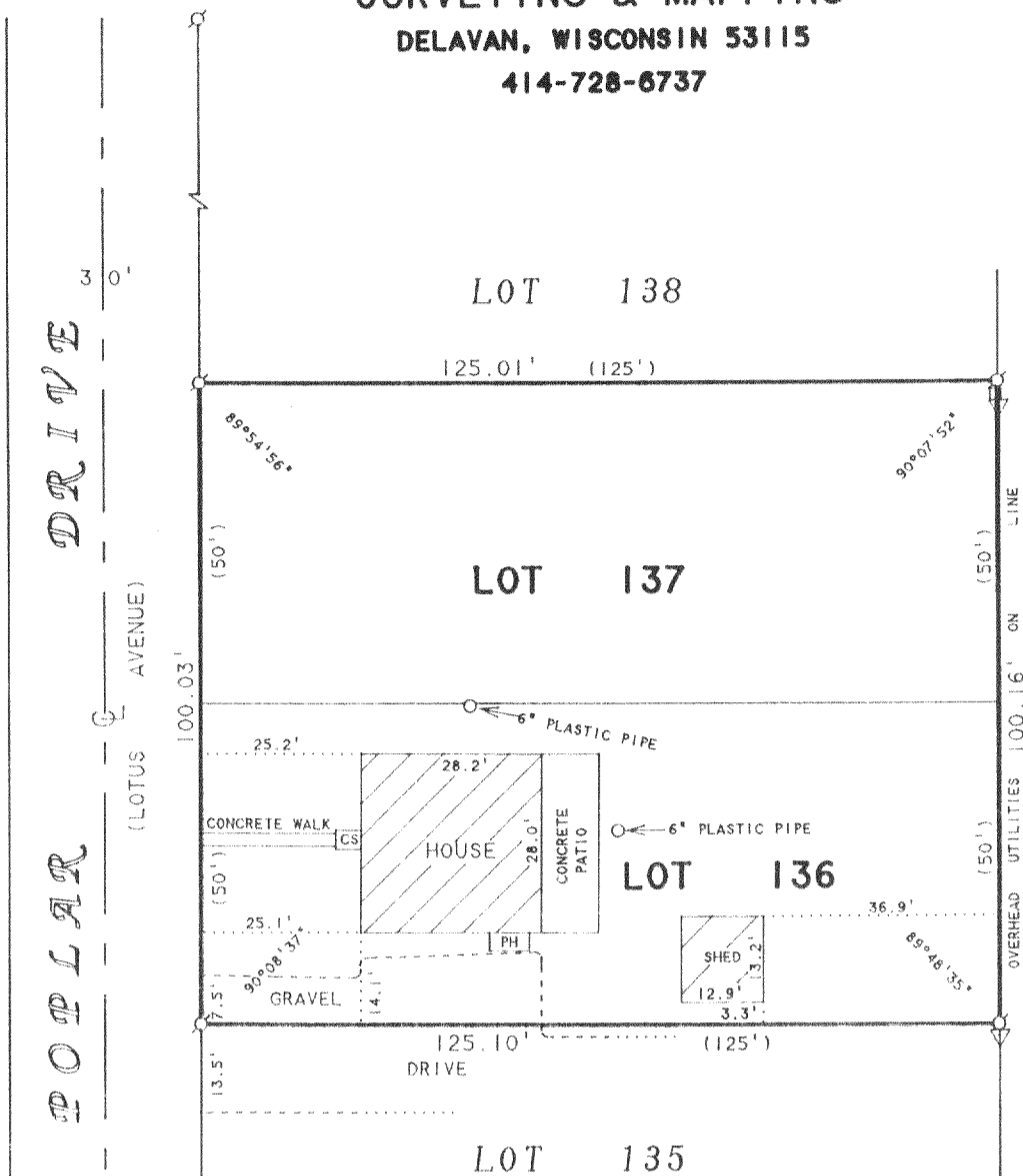 SURVEYING & MAPPING
DELAVAN, WISCONSIN 53115
414-728-6737
30'
LOT 138
125.01' (125')
89°54'56"
90°07'52"
POPLAR DRIVE
(LOTUS AVENUE)
CL
(50')
(50')
LOT 137
100.03'
OVERHEAD UTILITIES 100.16' ON LINE
6" PLASTIC PIPE
25.2'
28.2'
CONCRETE WALK
CS
HOUSE
28.0'
CONCRETE
PATIO
6" PLASTIC PIPE
(50')
(50')
LOT 136
25.1'
36.9'
PH
90°08'37"
89°48'35"
SHED
13.2'
12.9'
3.3'
GRAVEL
7.5'
14.1'
125.10' (125')
DRIVE
13.5'
LOT 135